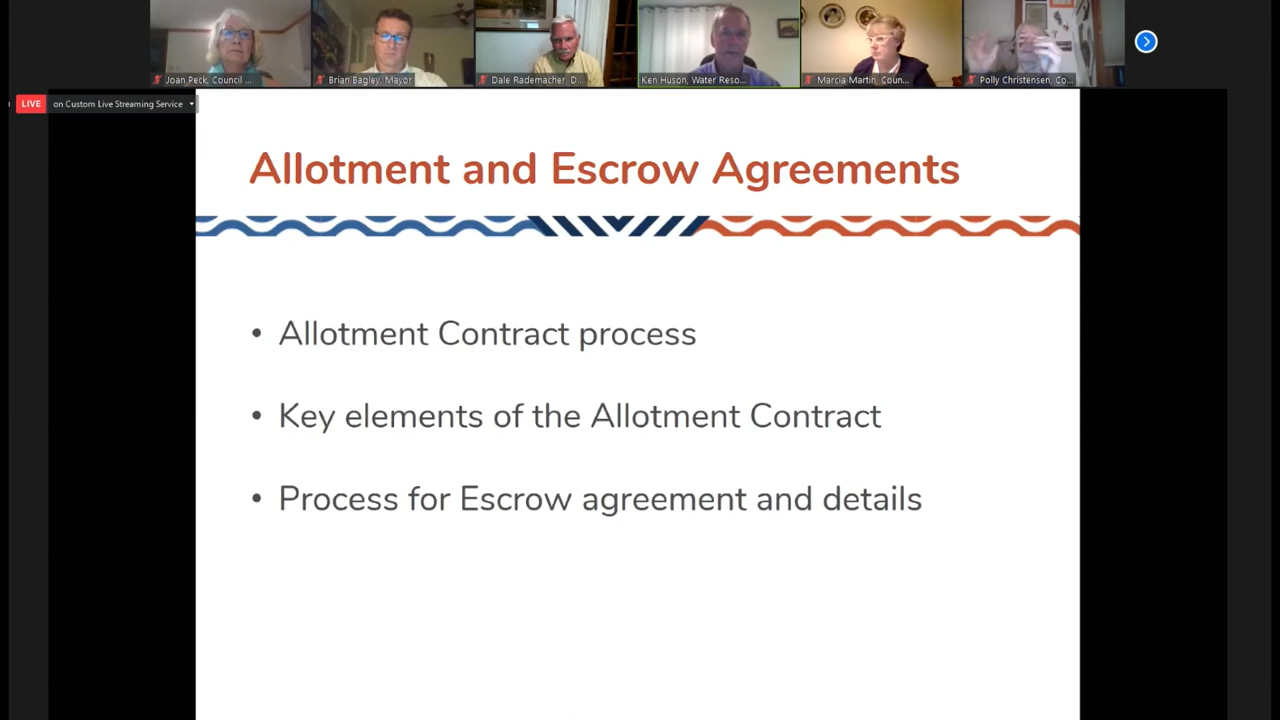 Joan Peck, Council ...
Brian Bagley, Mayor
Dale Rademacher, D...
Ken Huson, Water Reso...
Marcia Martin, Coun...
Polly Christensen, Co...
LIVE on Custom Live Streaming Service
Allotment and Escrow Agreements
• Allotment Contract process
• Key elements of the Allotment Contract
• Process for Escrow agreement and details